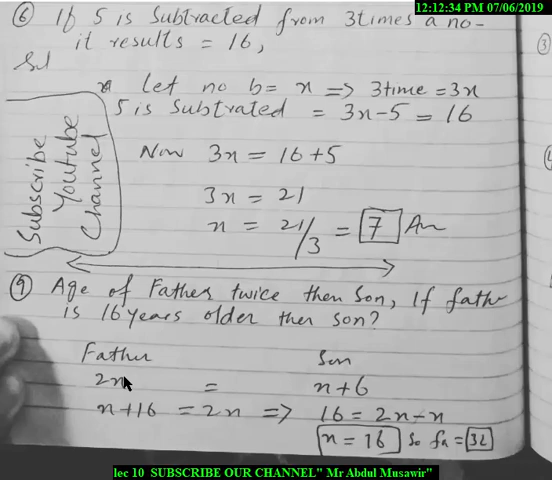 12:12:34 PM 07/06/2019
⑥ If 5 is Subtracted from 3times a no-
it results = 16,
Sol
Let no b= x => 3time = 3x
5 is Subtrated = 3x-5 = 16
Now 3x = 16+5
3x = 21
x = 21/3 = 7 An
Subscribe
Youtube
Channel
⑨ Age of Father twice then Son, If fathe
is 16 years older then son?
Father Son
2x = x+6
x+16 = 2x => 16 = 2x-x
x = 16 so fa = 32
lec 10 SUBSCRIBE OUR CHANNEL" Mr Abdul Musawir"